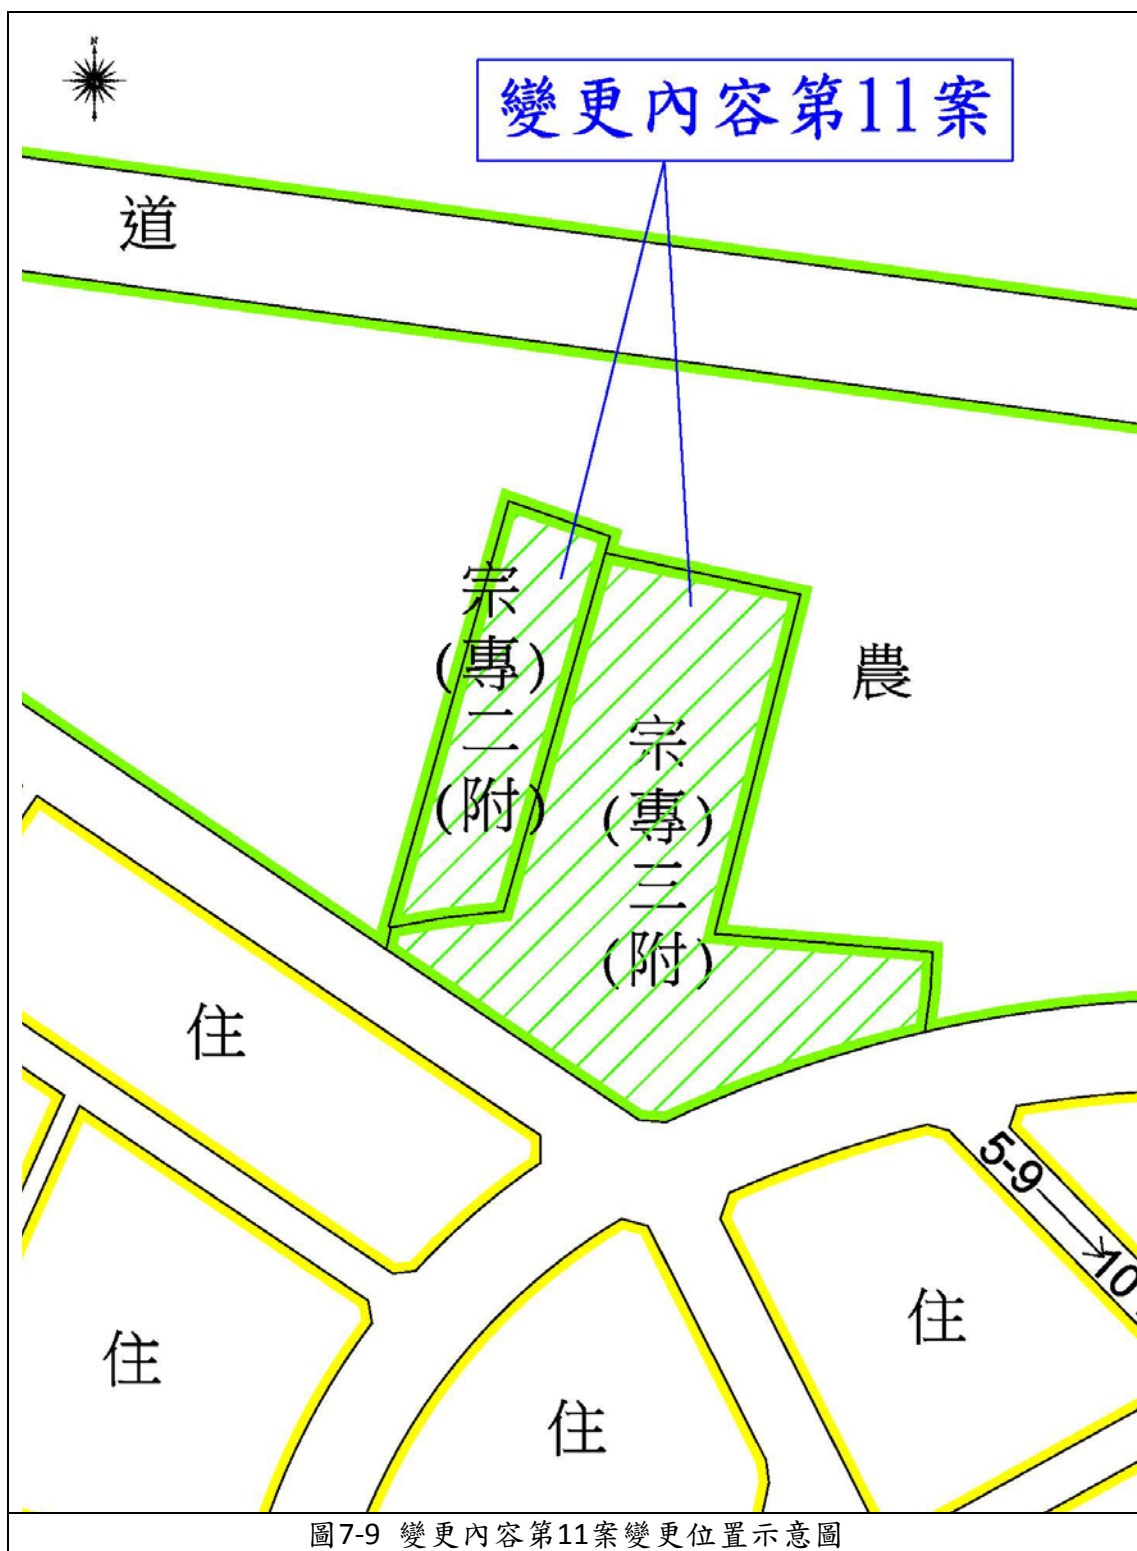 N
變更內容第11案
道
宗
(專)
二
(附)
宗
(專)
三
(附)
農
住
5-9
10
住
住
住
圖7-9 變更內容第11案變更位置示意圖